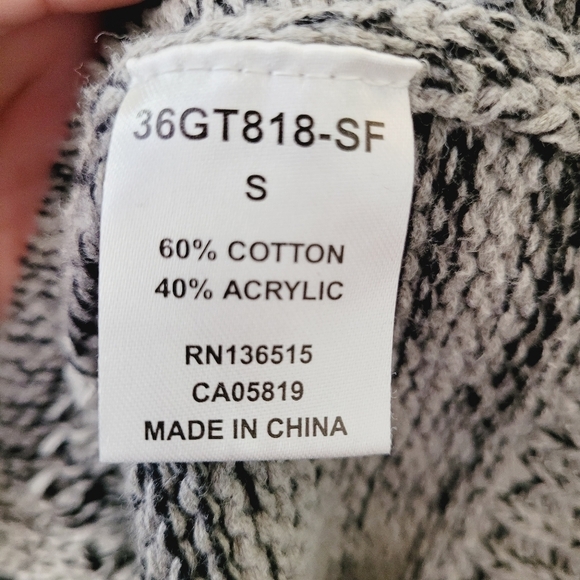 36GT818-SF
S
60% COTTON
40% ACRYLIC
RN136515
CA05819
MADE IN CHINA